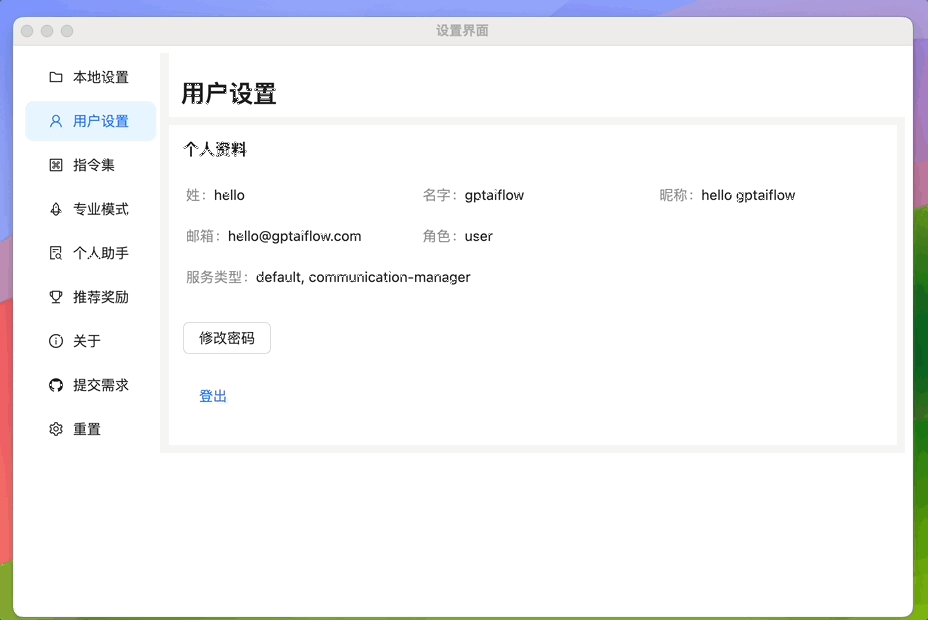 设置界面
本地设置
用户设置
指令集
专业模式
个人助手
推荐奖励
关于
提交需求
重置
用户设置
个人资料
姓：hello 名字：gptaiflow 昵称：hello gptaiflow
邮箱：hello@gptaiflow.com 角色：user
服务类型：default, communication-manager
修改密码
登出